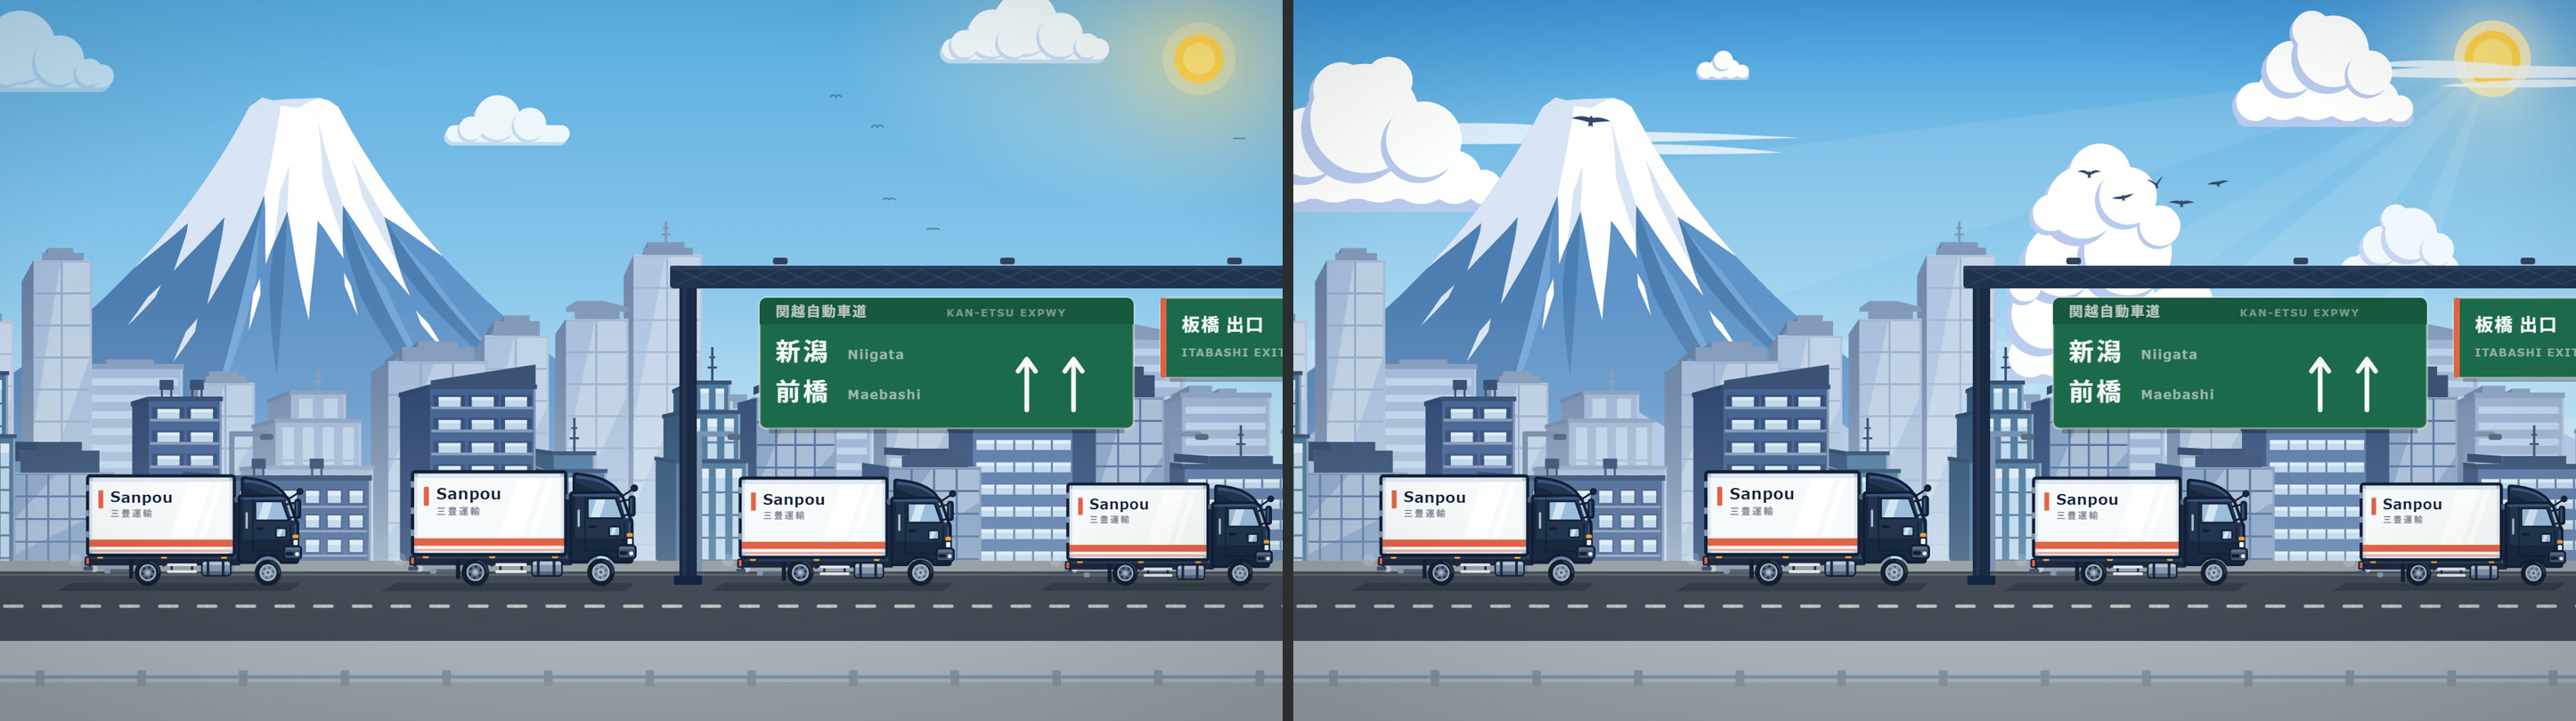 関越自動車道 KAN-ETSU EXPWY
新潟 Niigata
前橋 Maebashi
板橋 出口
ITABASHI EXIT
Sanpou
三豊運輸
Sanpou
三豊運輸
Sanpou
三豊運輸
Sanpou
三豊運輸
関越自動車道 KAN-ETSU EXPWY
新潟 Niigata
前橋 Maebashi
板橋 出口
ITABASHI EXIT
Sanpou
三豊運輸
Sanpou
三豊運輸
Sanpou
三豊運輸
Sanpou
三豊運輸